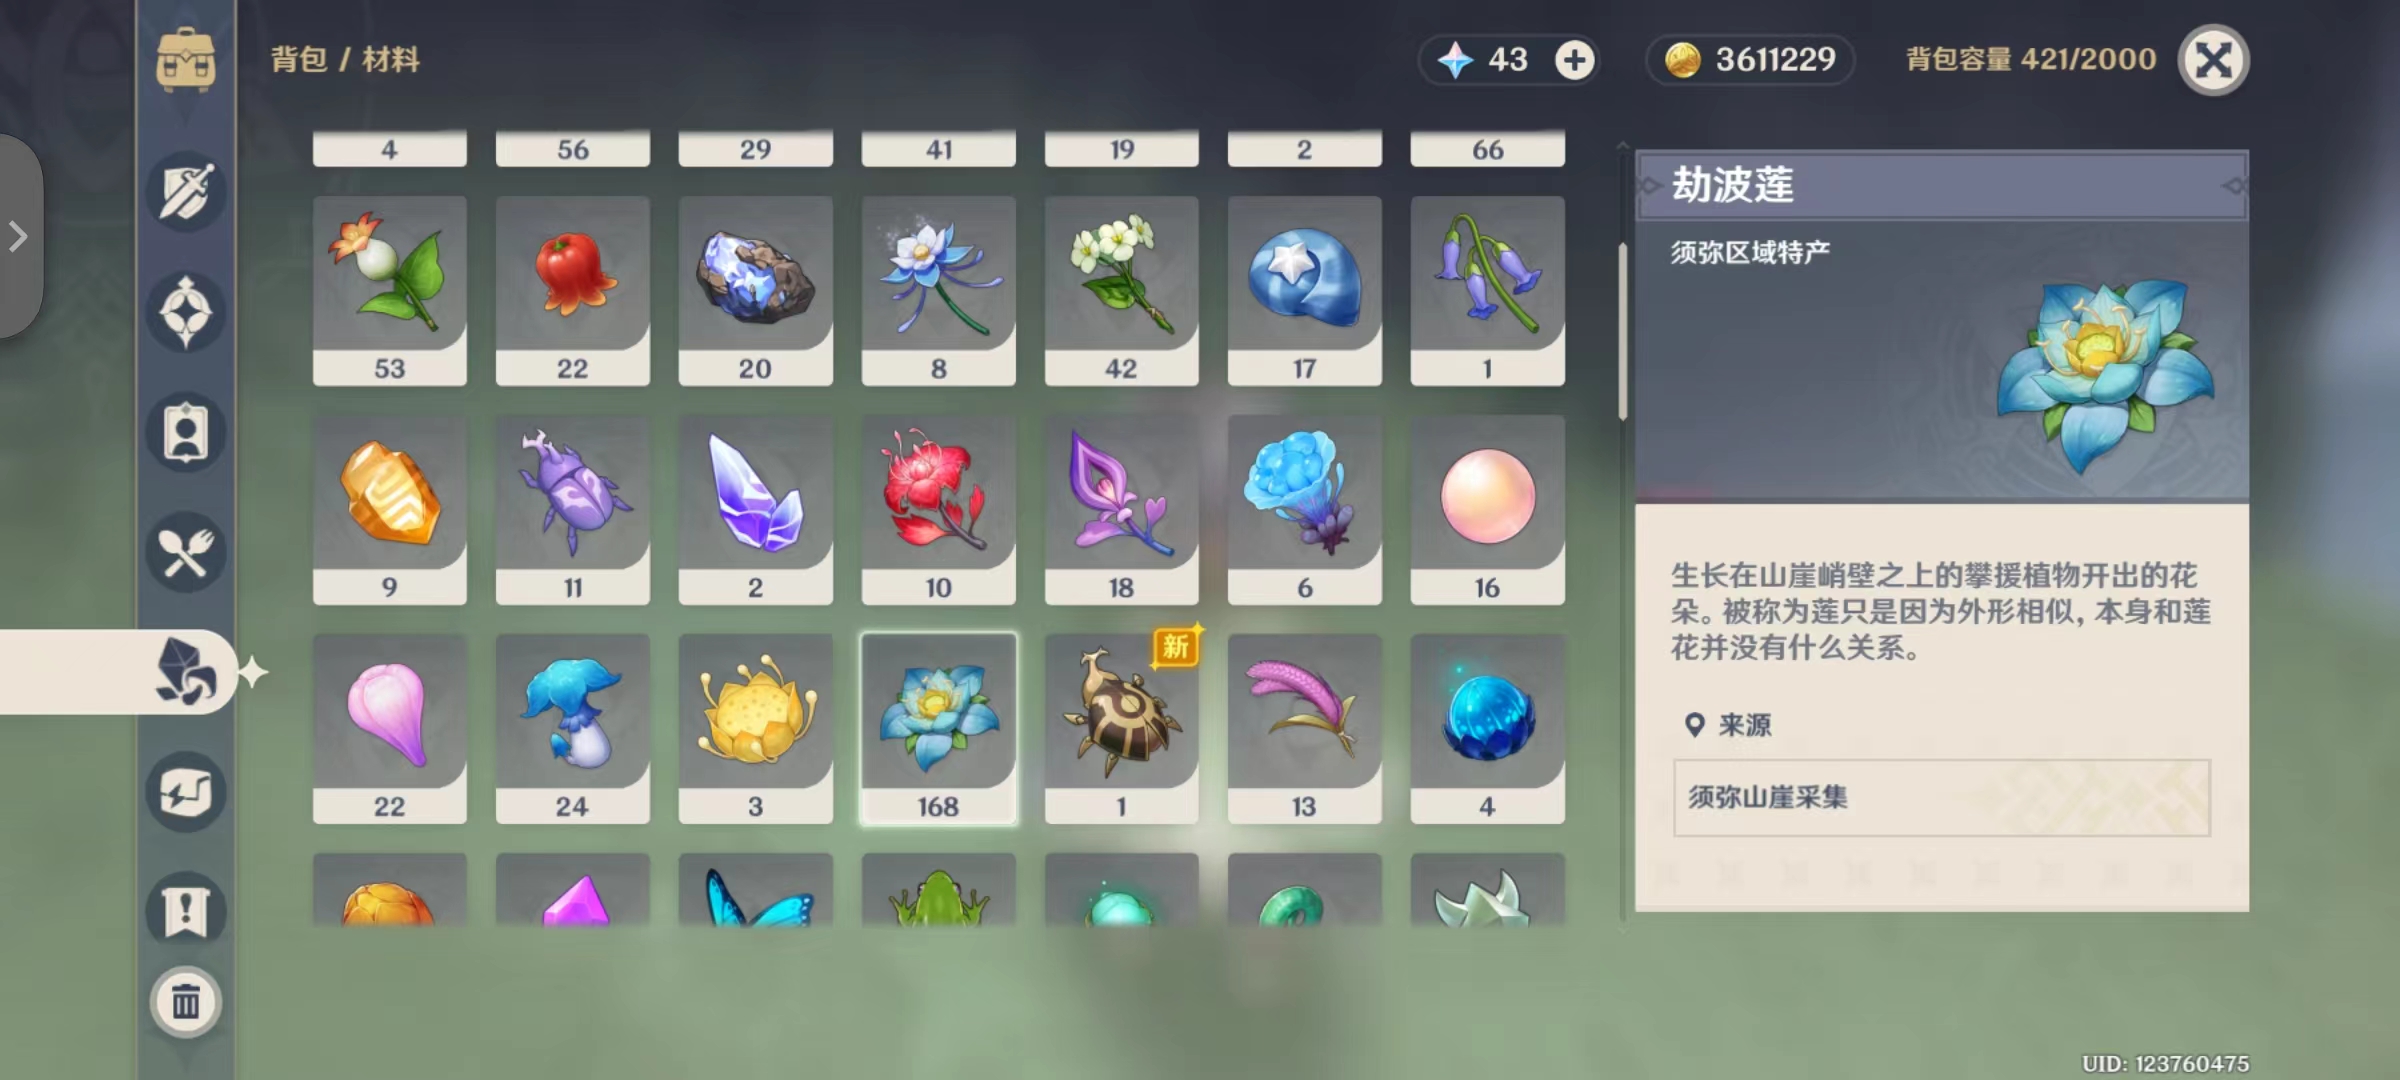 背包 / 材料
43
3611229
背包容量 421/2000
4 56 29 41 19 2 66
53 22 20 8 42 17 1
9 11 2 10 18 6 16
新
22 24 3 168 1 13 4
劫波莲
须弥区域特产
生长在山崖峭壁之上的攀援植物开出的花
朵。被称为莲只是因为外形相似，本身和莲
花并没有什么关系。
来源
须弥山崖采集
UID: 123760475